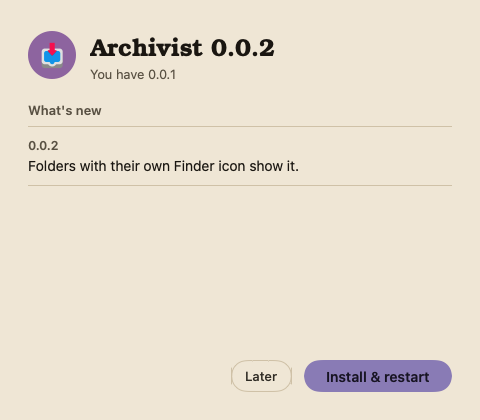 Archivist 0.0.2
You have 0.0.1
What's new
0.0.2
Folders with their own Finder icon show it.
Later
Install & restart